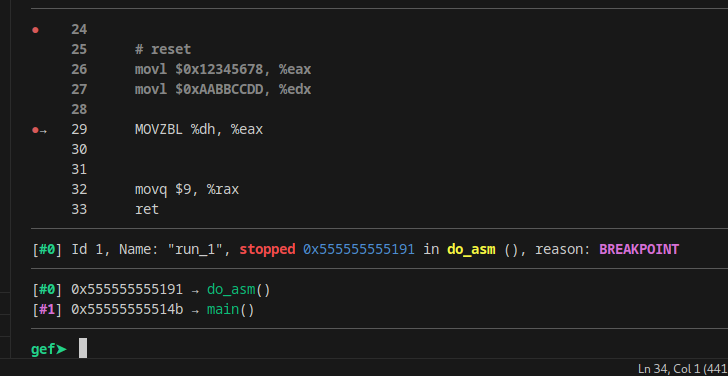 ● 24
25 # reset
26 movl $0x12345678, %eax
27 movl $0xAABBCCDD, %edx
28
●→ 29 MOVZBL %dh, %eax
30
31
32 movq $9, %rax
33 ret
[#0] Id 1, Name: "run_1", stopped 0x555555555191 in do_asm (), reason: BREAKPOINT
[#0] 0x555555555191 → do_asm()
[#1] 0x55555555514b → main()
gef➤
Ln 34, Col 1 (441